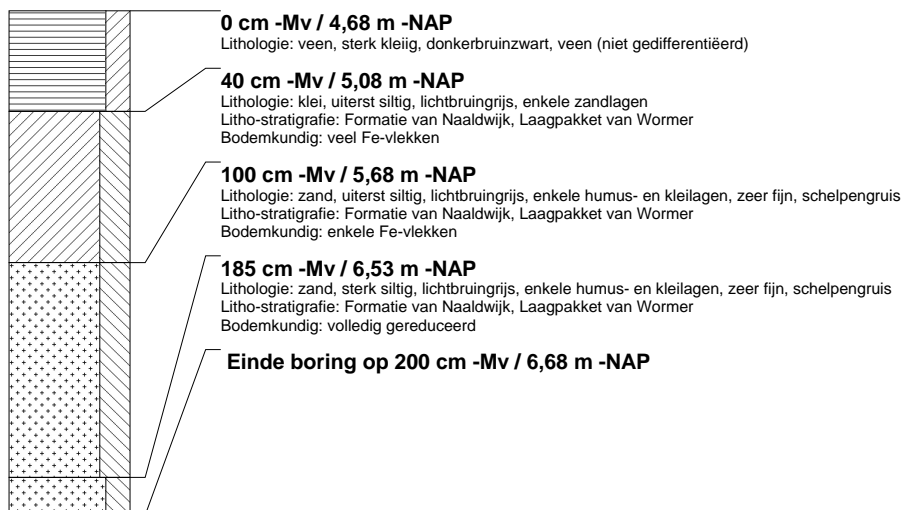 0 cm -Mv / 4,68 m -NAP
Lithologie: veen, sterk kleiig, donkerbruinzwart, veen (niet gedifferentiëerd)
40 cm -Mv / 5,08 m -NAP
Lithologie: klei, uiterst siltig, lichtbruingrijs, enkele zandlagen
Litho-stratigrafie: Formatie van Naaldwijk, Laagpakket van Wormer
Bodemkundig: veel Fe-vlekken
100 cm -Mv / 5,68 m -NAP
Lithologie: zand, uiterst siltig, lichtbruingrijs, enkele humus- en kleilagen, zeer fijn, schelpengruis
Litho-stratigrafie: Formatie van Naaldwijk, Laagpakket van Wormer
Bodemkundig: enkele Fe-vlekken
185 cm -Mv / 6,53 m -NAP
Lithologie: zand, sterk siltig, lichtbruingrijs, enkele humus- en kleilagen, zeer fijn, schelpengruis
Litho-stratigrafie: Formatie van Naaldwijk, Laagpakket van Wormer
Bodemkundig: volledig gereduceerd
Einde boring op 200 cm -Mv / 6,68 m -NAP